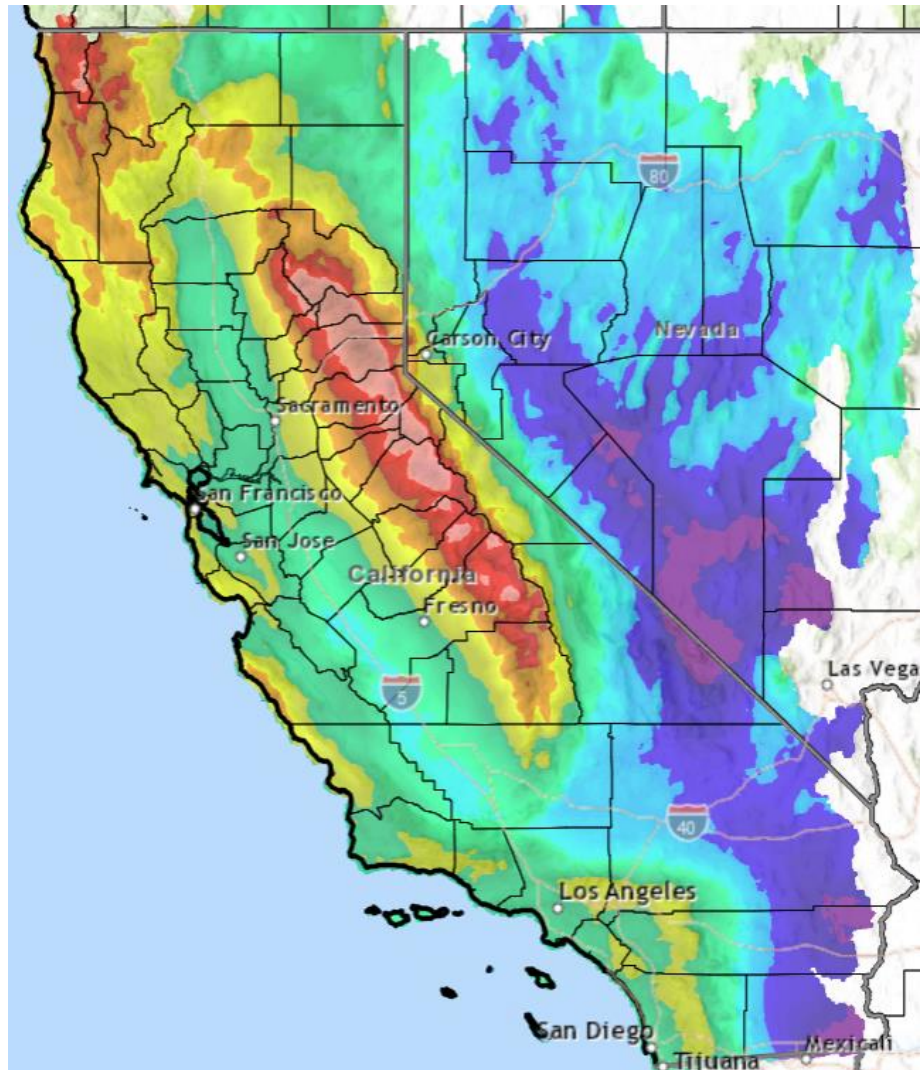 80
Nevada
Carson City
Sacramento
San Francisco
San Jose
California
Fresno
5
Las Vega
40
Los Angeles
San Diego
Mexicali
Tijuana